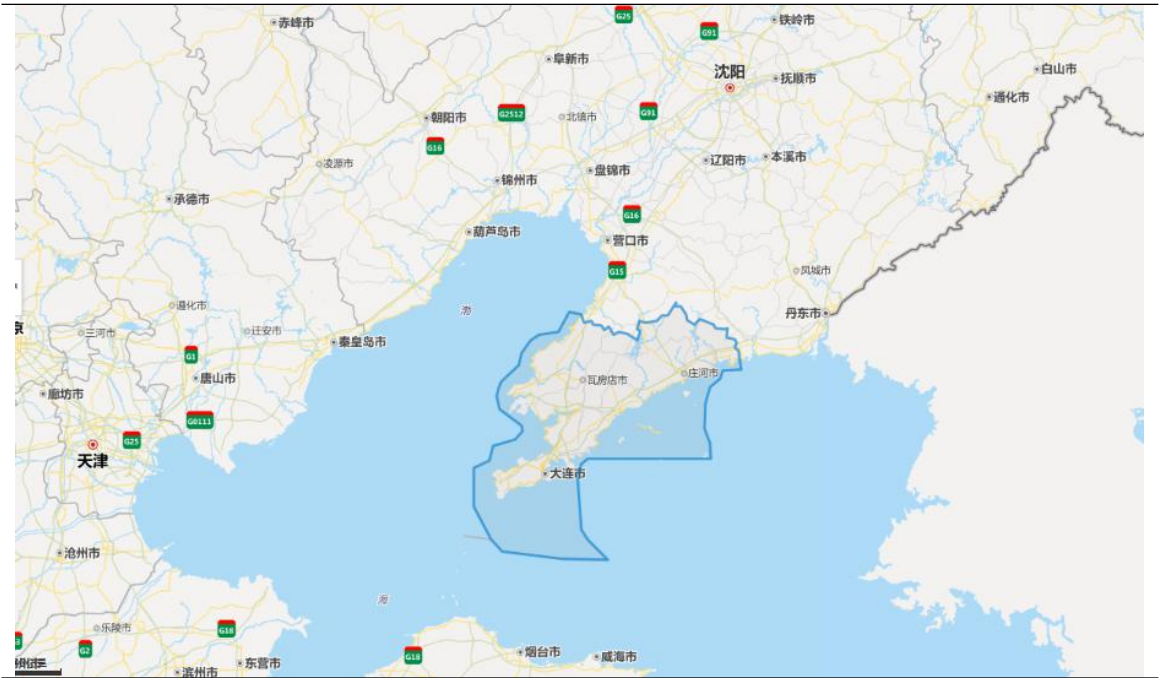 赤峰市
G25
铁岭市
G91
阜新市
沈阳
抚顺市
白山市
通化市
朝阳市
G2512
北镇市
G91
G16
凌源市
辽阳市
本溪市
盘锦市
锦州市
承德市
G16
葫芦岛市
营口市
G15
凤城市
遵化市
渤
丹东市
京
三河市
迁安市
秦皇岛市
G1
唐山市
瓦房店市
庄河市
廊坊市
G0111
G25
天津
大连市
沧州市
海
乐陵市
G18
G2
G18
烟台市
威海市
东营市
滨州市